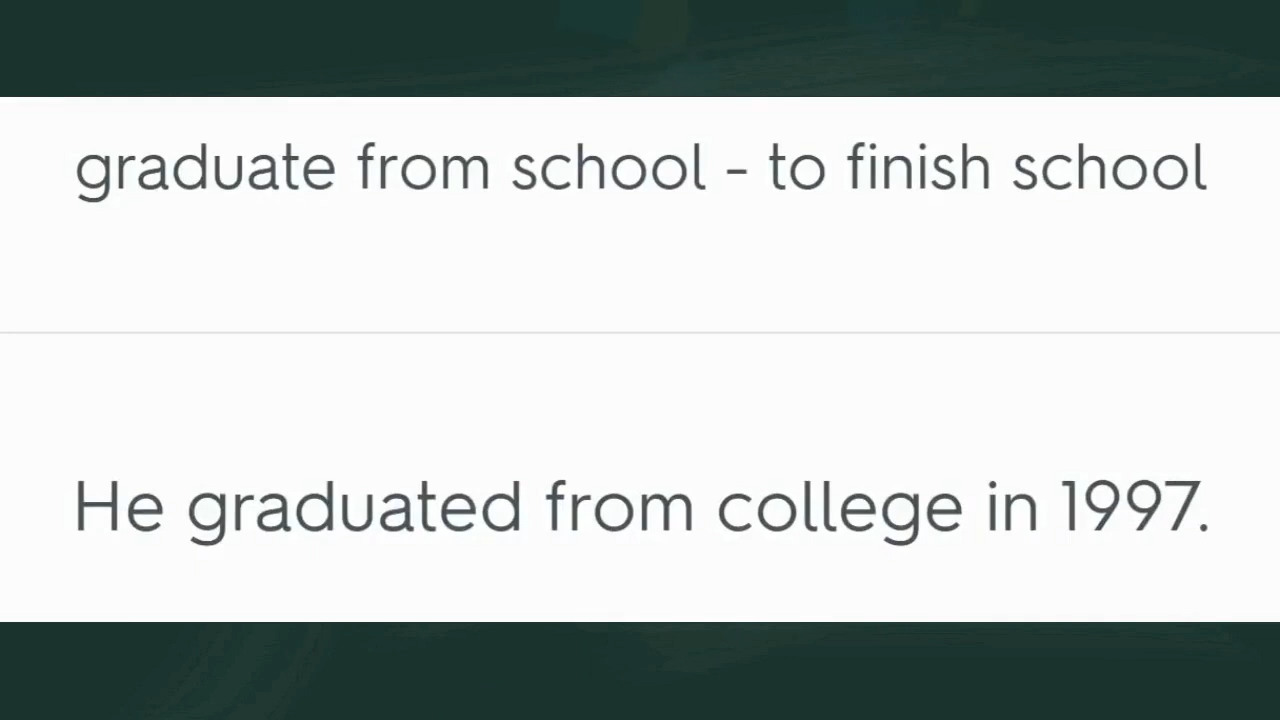 graduate from school - to finish school
He graduated from college in 1997.